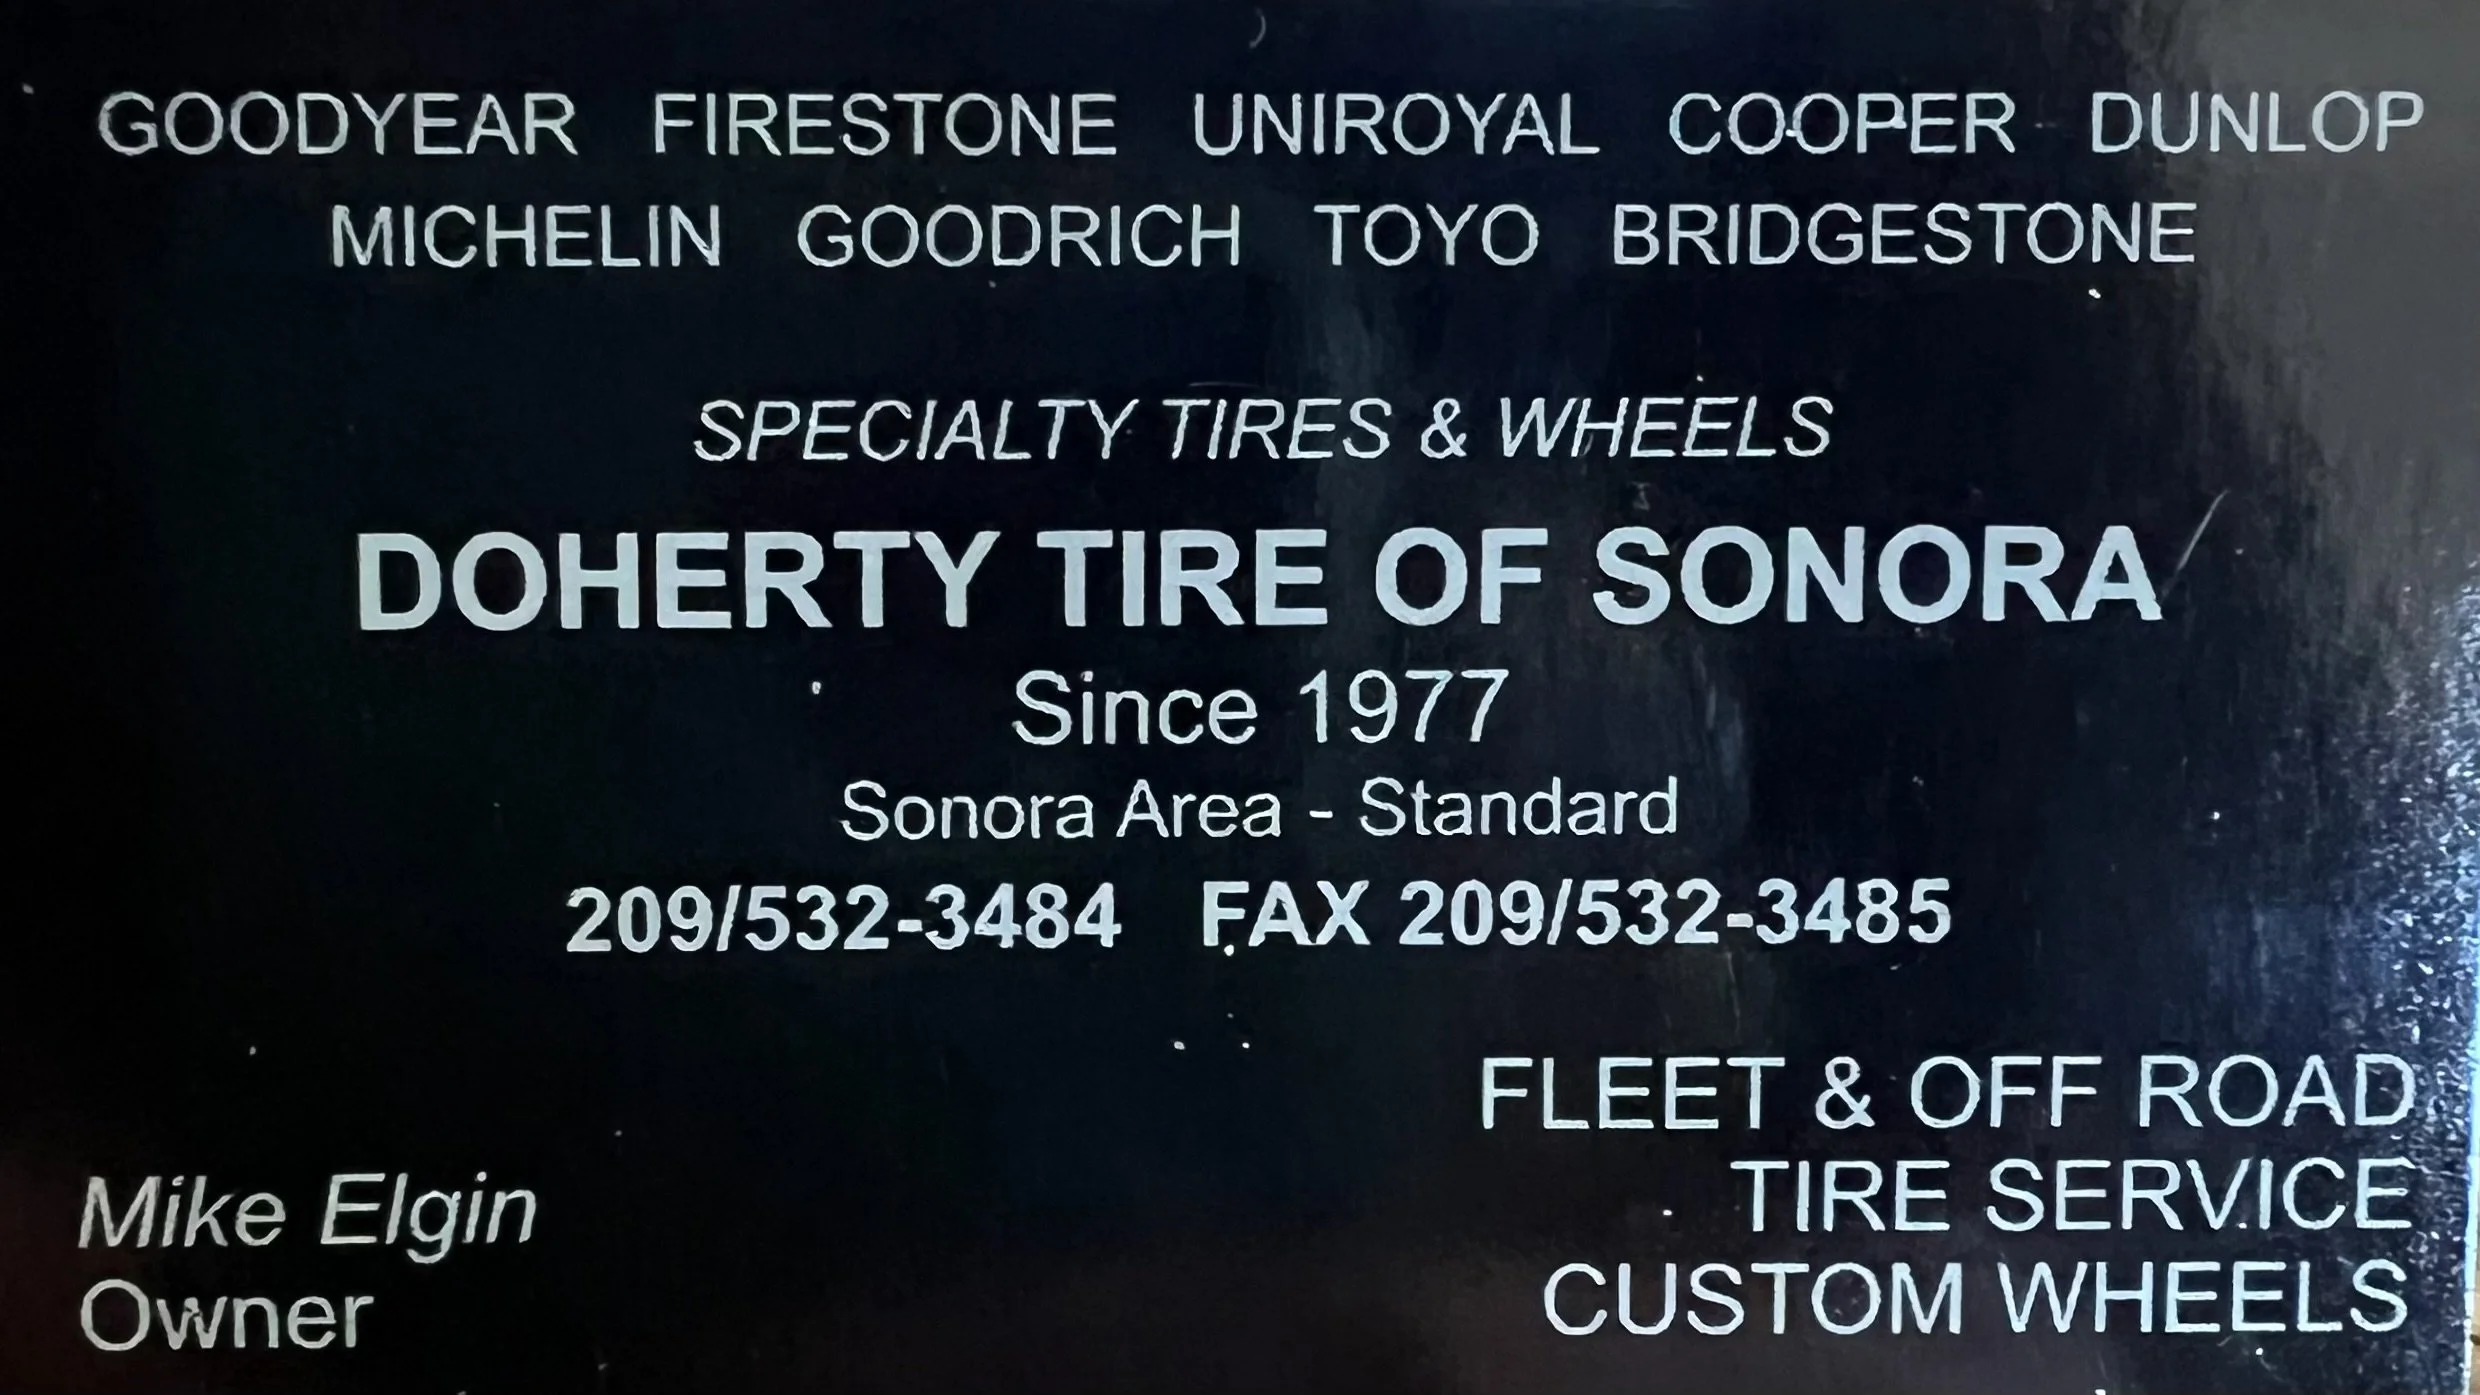 GOODYEAR FIRESTONE UNIROYAL COOPER DUNLOP
MICHELIN GOODRICH TOYO BRIDGESTONE
SPECIALTY TIRES & WHEELS
DOHERTY TIRE OF SONORA
Since 1977
Sonora Area - Standard
209/532-3484 FAX 209/532-3485
FLEET & OFF ROAD
TIRE SERVICE
CUSTOM WHEELS
Mike Elgin
Owner